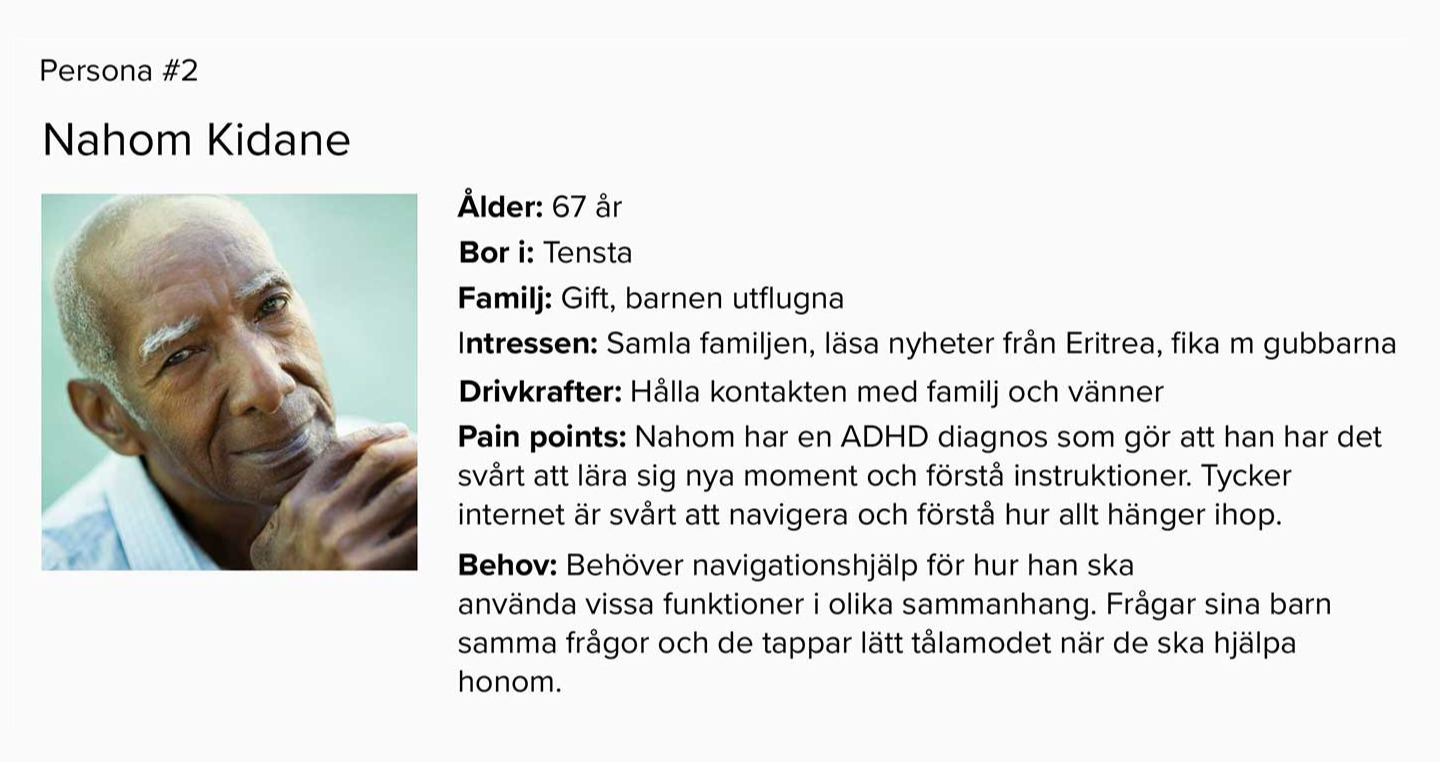 Persona #2
Nahom Kidane
Ålder: 67 år
Bor i: Tensta
Familj: Gift, barnen utflugna
Intressen: Samla familjen, läsa nyheter från Eritrea, fika m gubbarna
Drivkrafter: Hålla kontakten med familj och vänner
Pain points: Nahom har en ADHD diagnos som gör att han har det
svårt att lära sig nya moment och förstå instruktioner. Tycker
internet är svårt att navigera och förstå hur allt hänger ihop.
Behov: Behöver navigationshjälp för hur han ska
använda vissa funktioner i olika sammanhang. Frågar sina barn
samma frågor och de tappar lätt tålamodet när de ska hjälpa
honom.